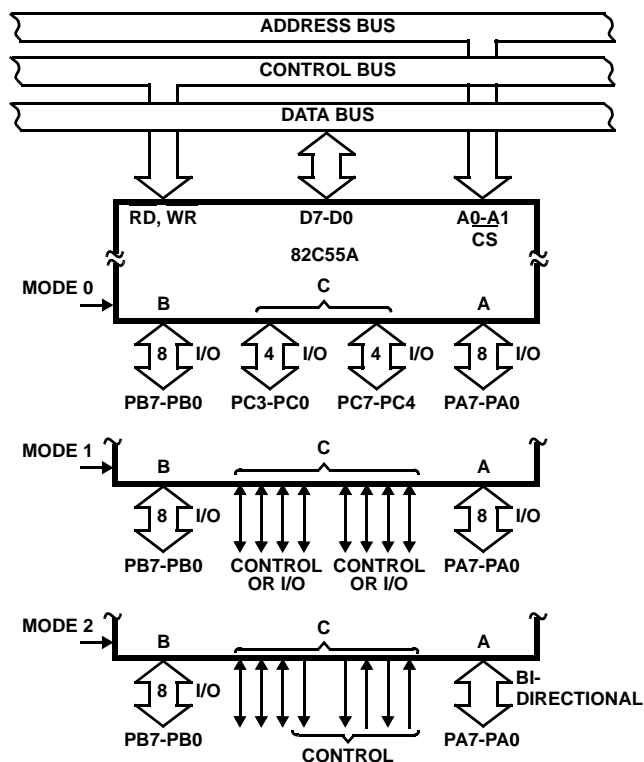 ADDRESS BUS
CONTROL BUS
DATA BUS
RD, WR D7-D0 A0-A1
CS
82C55A
MODE 0
B C A
8 I/O 4 I/O 4 I/O 8 I/O
PB7-PB0 PC3-PC0 PC7-PC4 PA7-PA0
MODE 1
B C A
8 I/O 8 I/O
PB7-PB0 CONTROL OR I/O CONTROL OR I/O PA7-PA0
MODE 2
B C A
8 I/O BI-
DIRECTIONAL
PB7-PB0 PA7-PA0
CONTROL